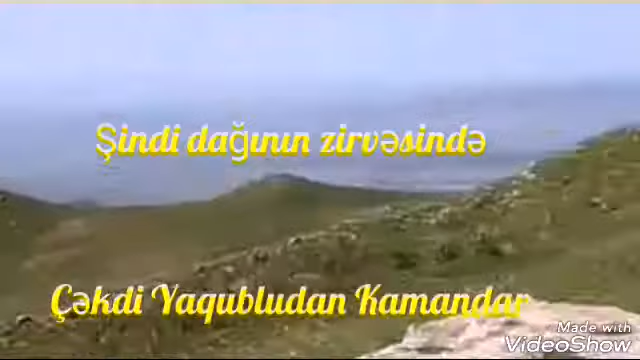 Şindi dağının zirvəsində
Çəkdi Yaqubludan Kamandar
Made with
VideoShow